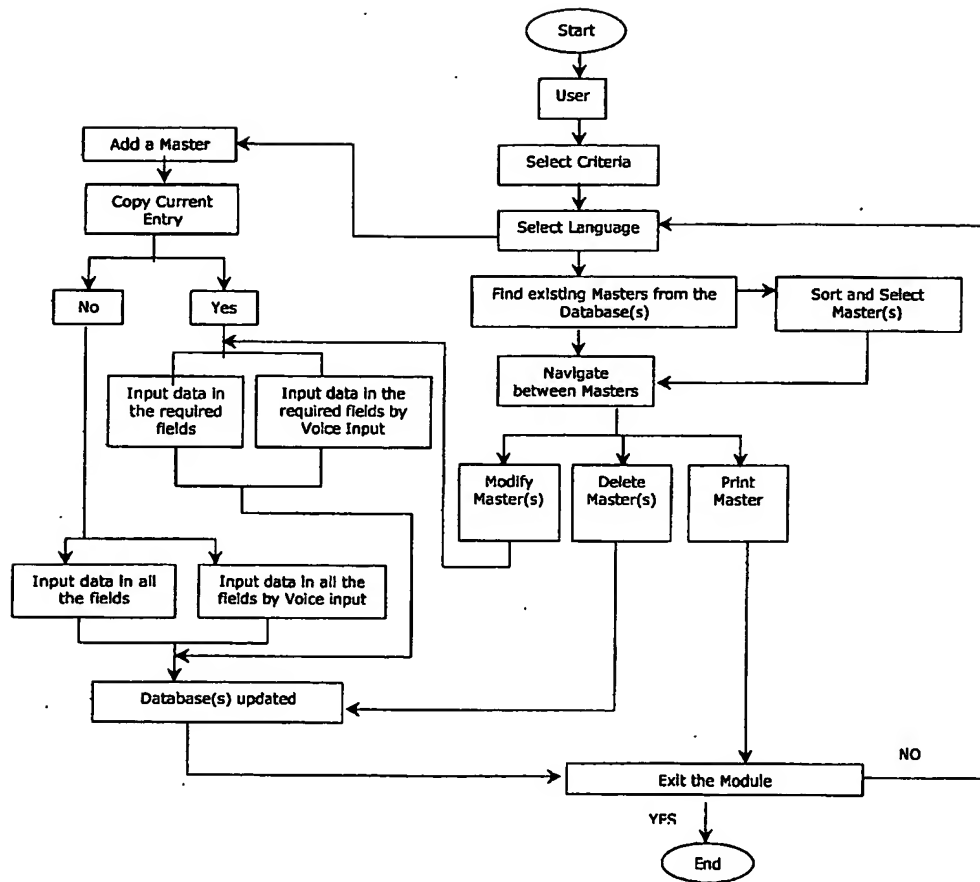 Start
User
Add a Master
Select Criteria
Copy Current
Entry
Select Language
No
Yes
Find existing Masters from the
Database(s)
Sort and Select
Master(s)
Navigate
between Masters
Input data in
the required
fields
Input data in the
required fields by
Voice Input
Modify
Master(s)
Delete
Master(s)
Print
Master
Input data in all
the fields
Input data in all the
fields by Voice input
Database(s) updated
Exit the Module
NO
YES
End